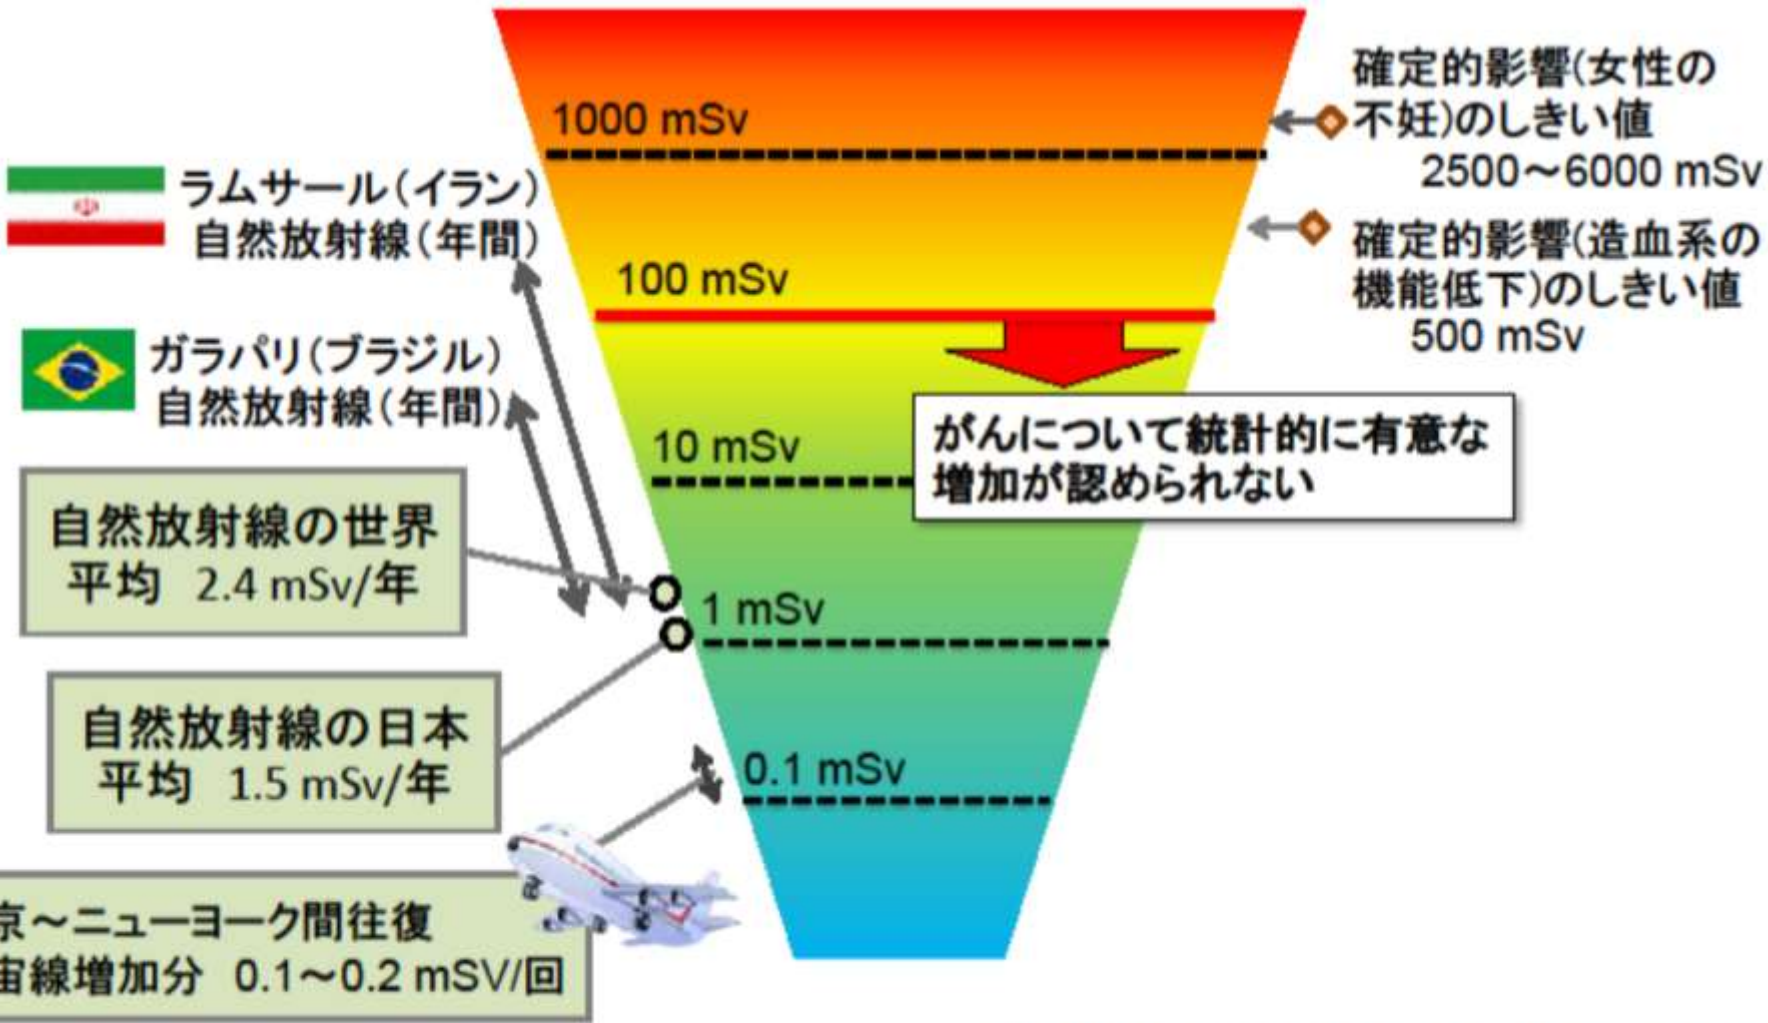 1000 mSv
確定的影響(女性の
不妊)のしきい値
2500～6000 mSv
ラムサール(イラン)
自然放射線(年間)
確定的影響(造血系の
機能低下)のしきい値
500 mSv
100 mSv
ガラパリ(ブラジル)
自然放射線(年間)
がんについて統計的に有意な
増加が認められない
10 mSv
自然放射線の世界
平均 2.4 mSv/年
1 mSv
自然放射線の日本
平均 1.5 mSv/年
0.1 mSv
京～ニューヨーク間往復
宙線増加分 0.1～0.2 mSV/回